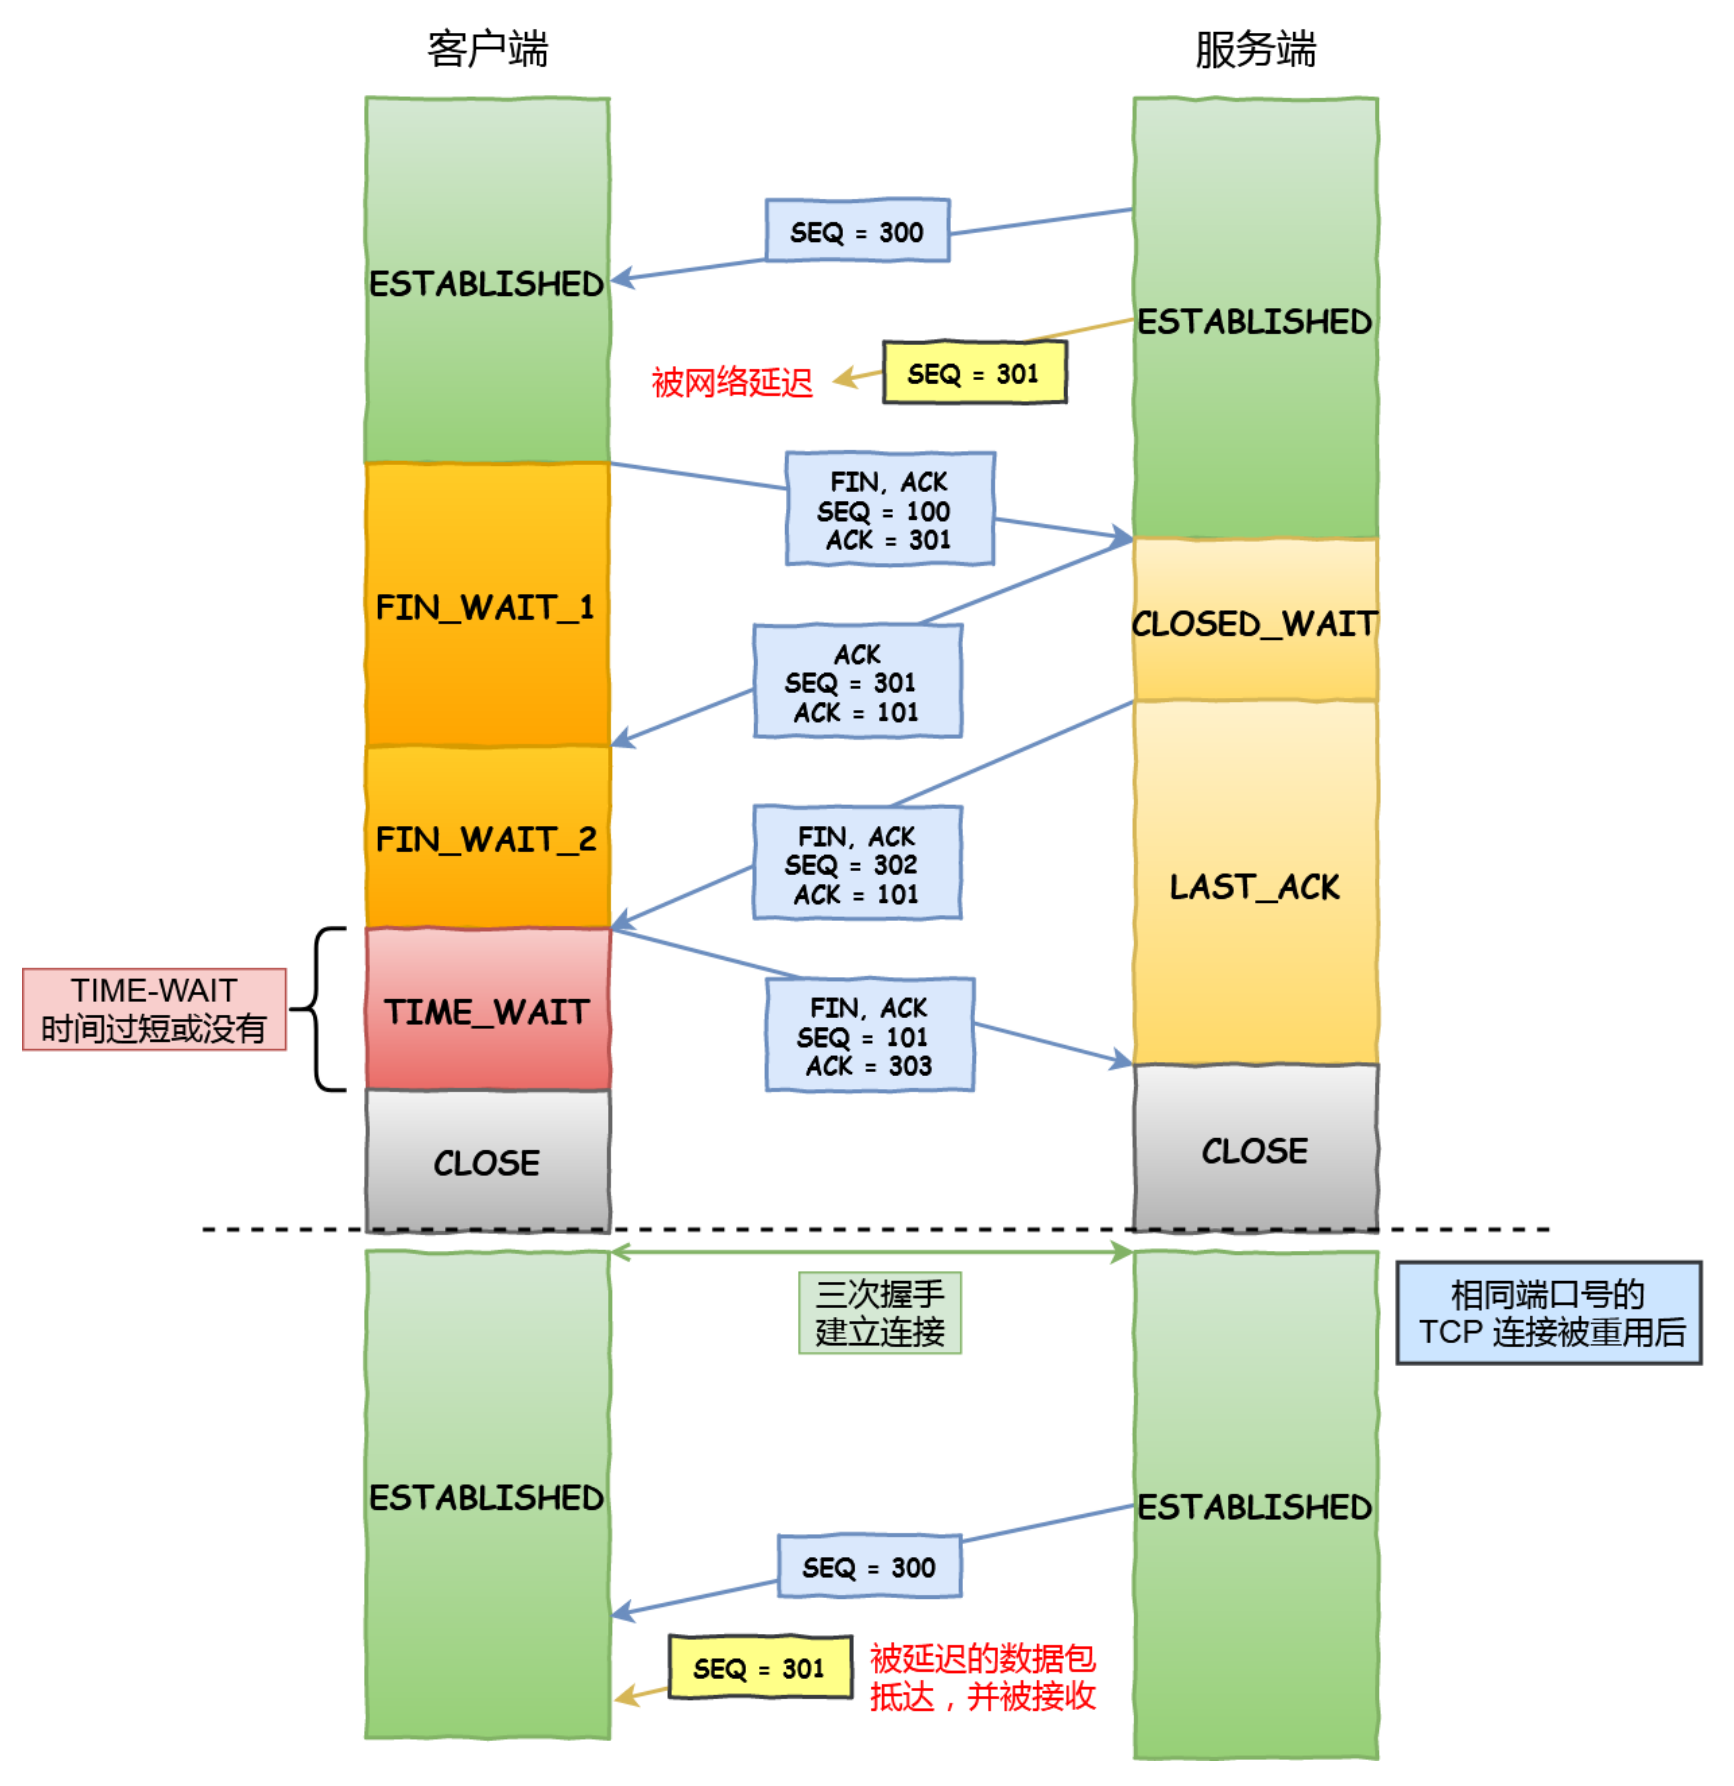 客户端
服务端
SEQ = 300
ESTABLISHED
ESTABLISHED
被网络延迟
SEQ = 301
FIN, ACK
SEQ = 100
ACK = 301
FIN_WAIT_1
CLOSED_WAIT
ACK
SEQ = 301
ACK = 101
FIN_WAIT_2
FIN, ACK
SEQ = 302
ACK = 101
LAST_ACK
TIME-WAIT
时间过短或没有
TIME_WAIT
FIN, ACK
SEQ = 101
ACK = 303
CLOSE
CLOSE
三次握手
建立连接
相同端口号的
TCP 连接被重用后
ESTABLISHED
ESTABLISHED
SEQ = 300
SEQ = 301
被延迟的数据包
抵达，并被接收